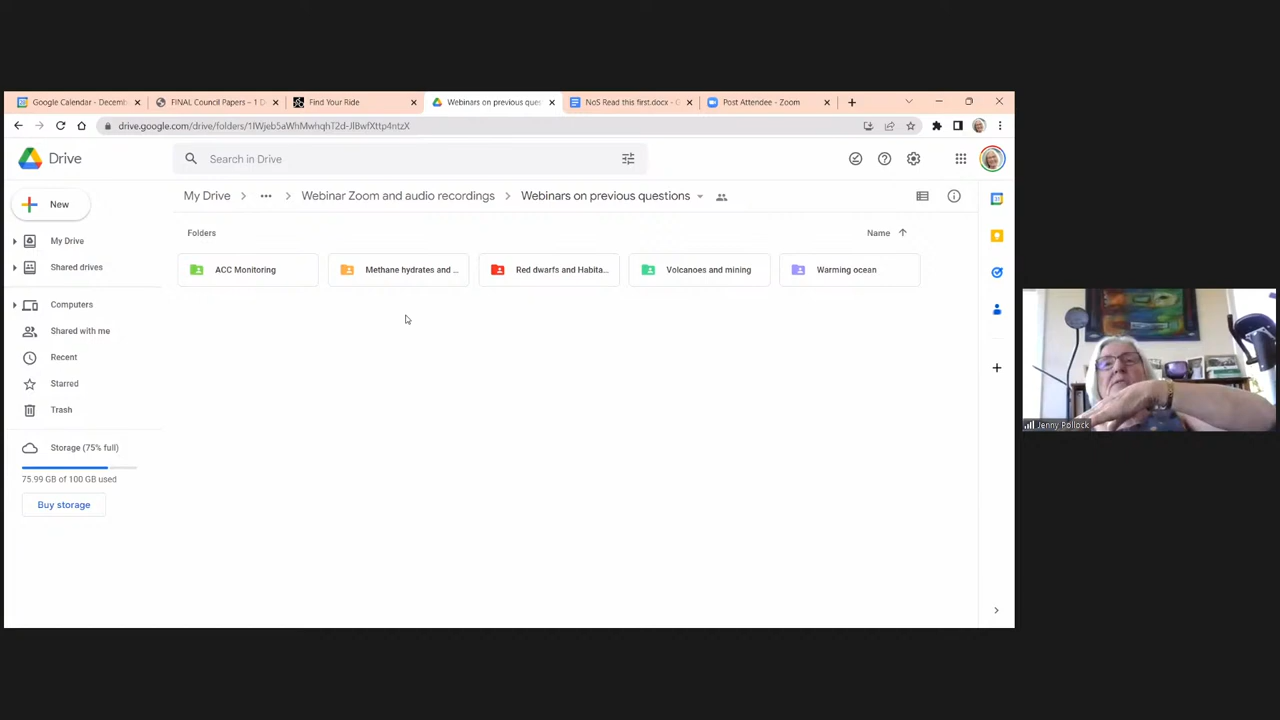 Google Calendar - Decemb
FINAL Council Papers – 1 D
Find Your Ride
Webinars on previous ques
NoS Read this first.docx - G
Post Attendee - Zoom
drive.google.com/drive/folders/1IWjeb5aWhMwhqhT2d-JlBwfXttp4ntzX
Drive
Search in Drive
New
My Drive
Shared drives
Computers
Shared with me
Recent
Starred
Trash
Storage (75% full)
75.99 GB of 100 GB used
Buy storage
My Drive
Webinar Zoom and audio recordings
Webinars on previous questions
Folders
Name
ACC Monitoring
Methane hydrates and ...
Red dwarfs and Habita...
Volcanoes and mining
Warming ocean
Jenny Pollock